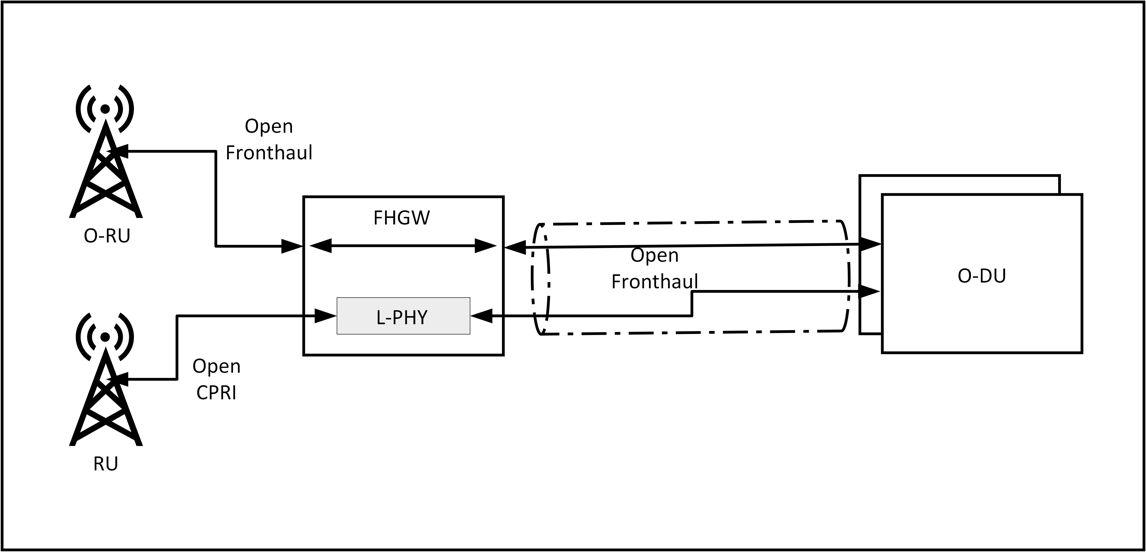 Open
Fronthaul
O-RU
FHGW
Open
Fronthaul
O-DU
L-PHY
Open
CPRI
RU